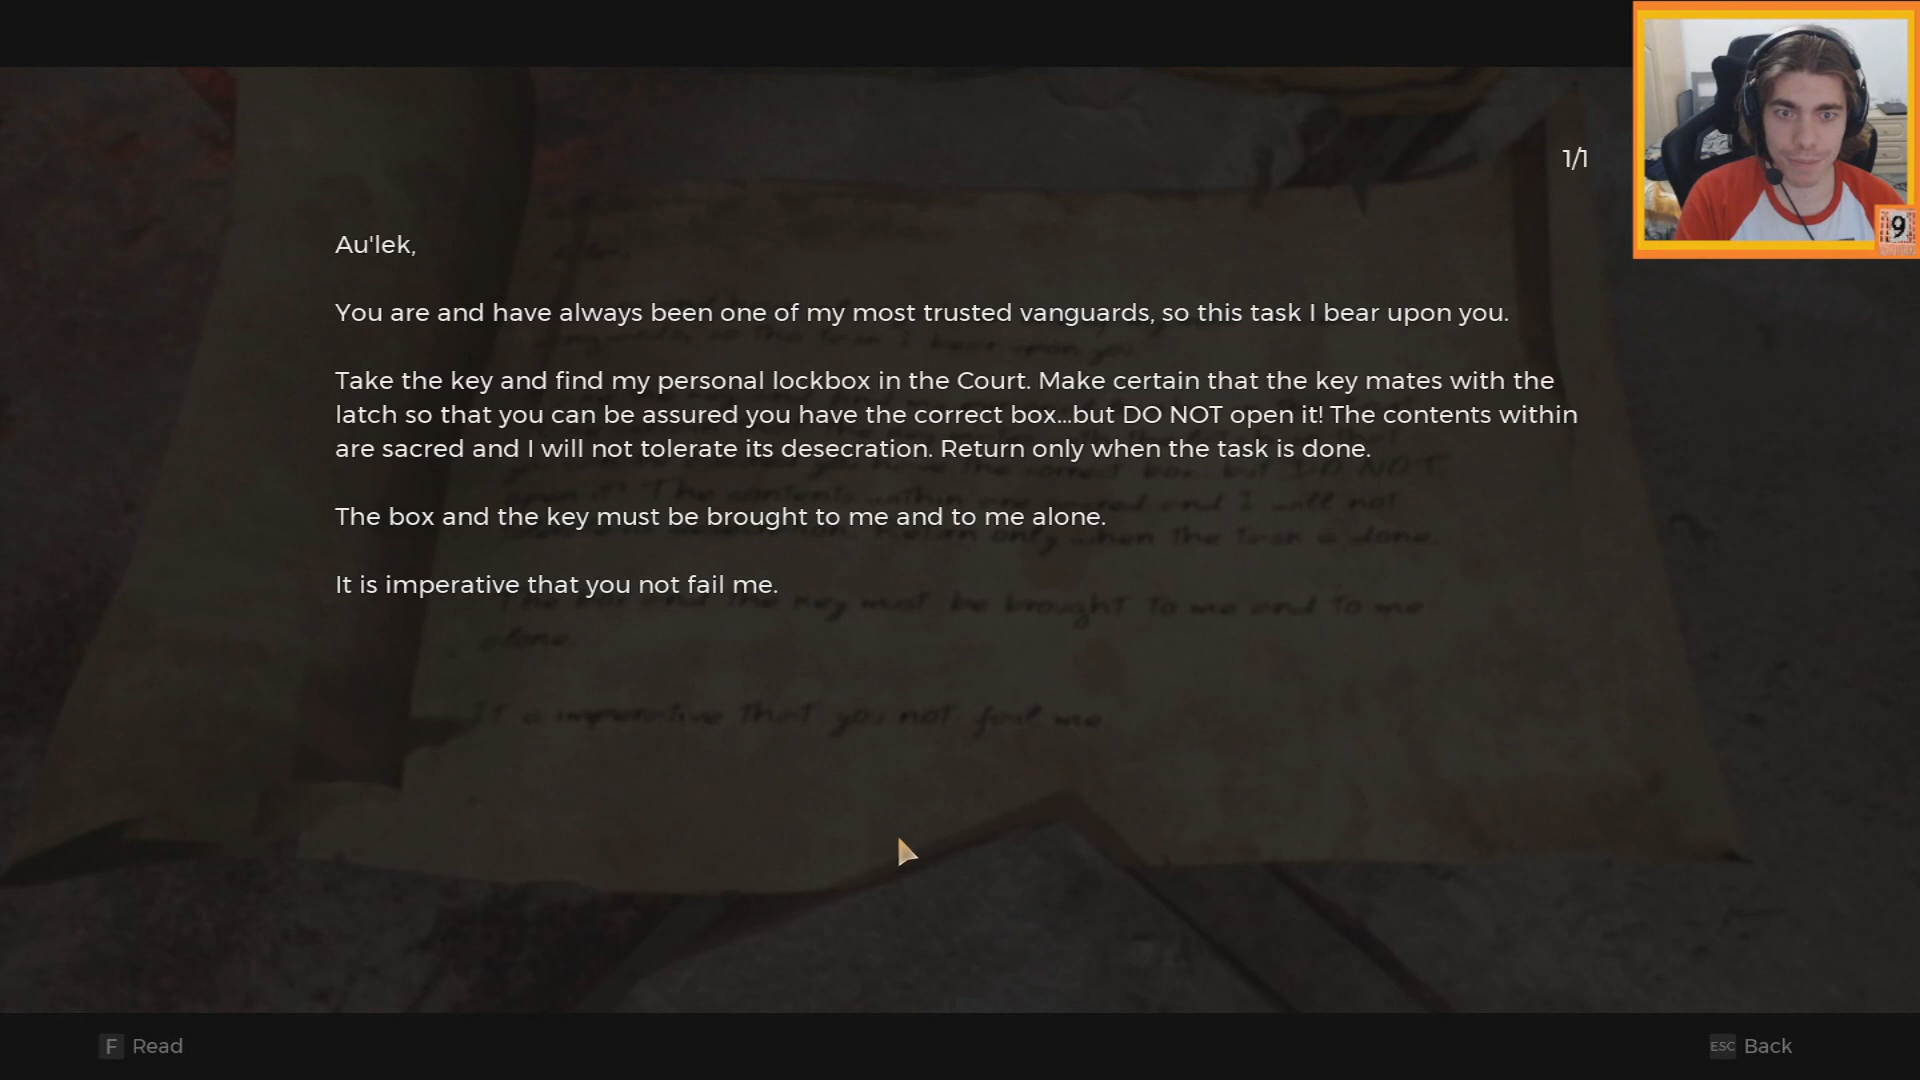 1/1
Au'lek,
You are and have always been one of my most trusted vanguards, so this task I bear upon you.
Take the key and find my personal lockbox in the Court. Make certain that the key mates with the
latch so that you can be assured you have the correct box...but DO NOT open it! The contents within
are sacred and I will not tolerate its desecration. Return only when the task is done.
The box and the key must be brought to me and to me alone.
It is imperative that you not fail me.
9
F Read
ESC Back